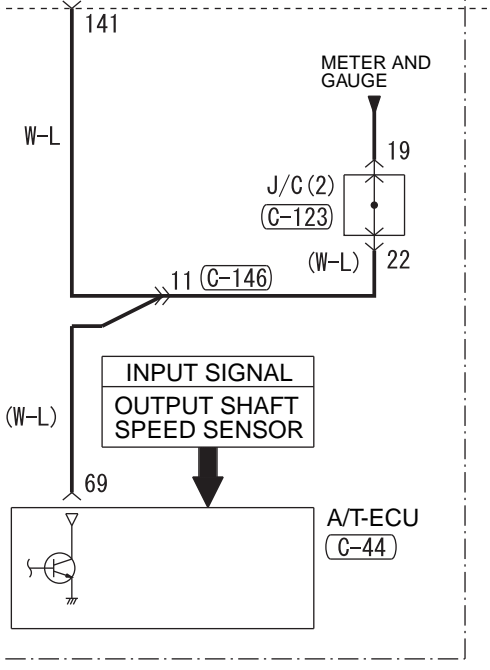 141
METER AND
GAUGE
W-L
19
J/C(2)
C-123
(W-L) 22
11 C-146
INPUT SIGNAL
OUTPUT SHAFT
SPEED SENSOR
(W-L)
69
A/T-ECU
C-44